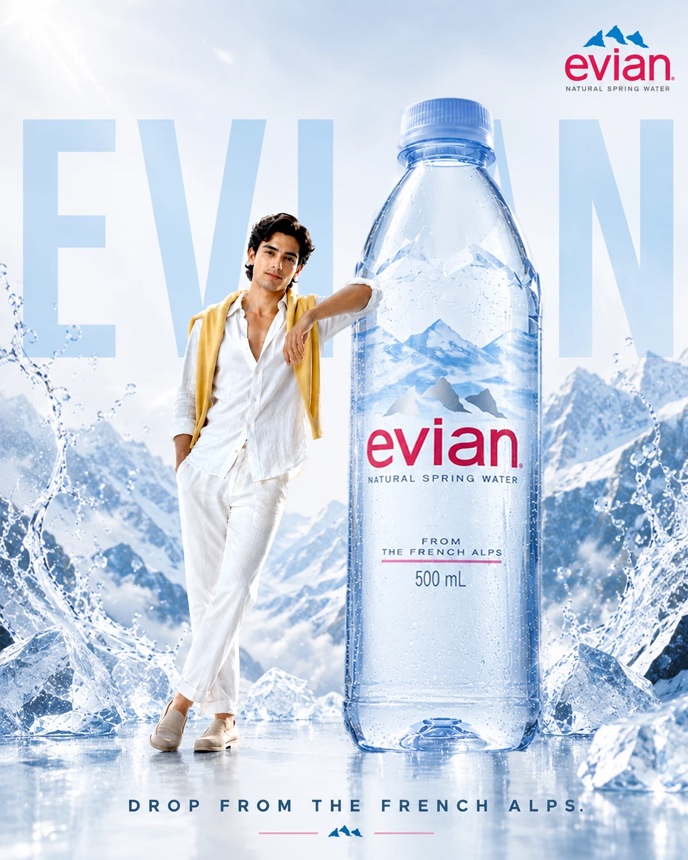 evian®
NATURAL SPRING WATER
EVIAN
evian®
NATURAL SPRING WATER
FROM
THE FRENCH ALPS
500 mL
DROP FROM THE FRENCH ALPS.